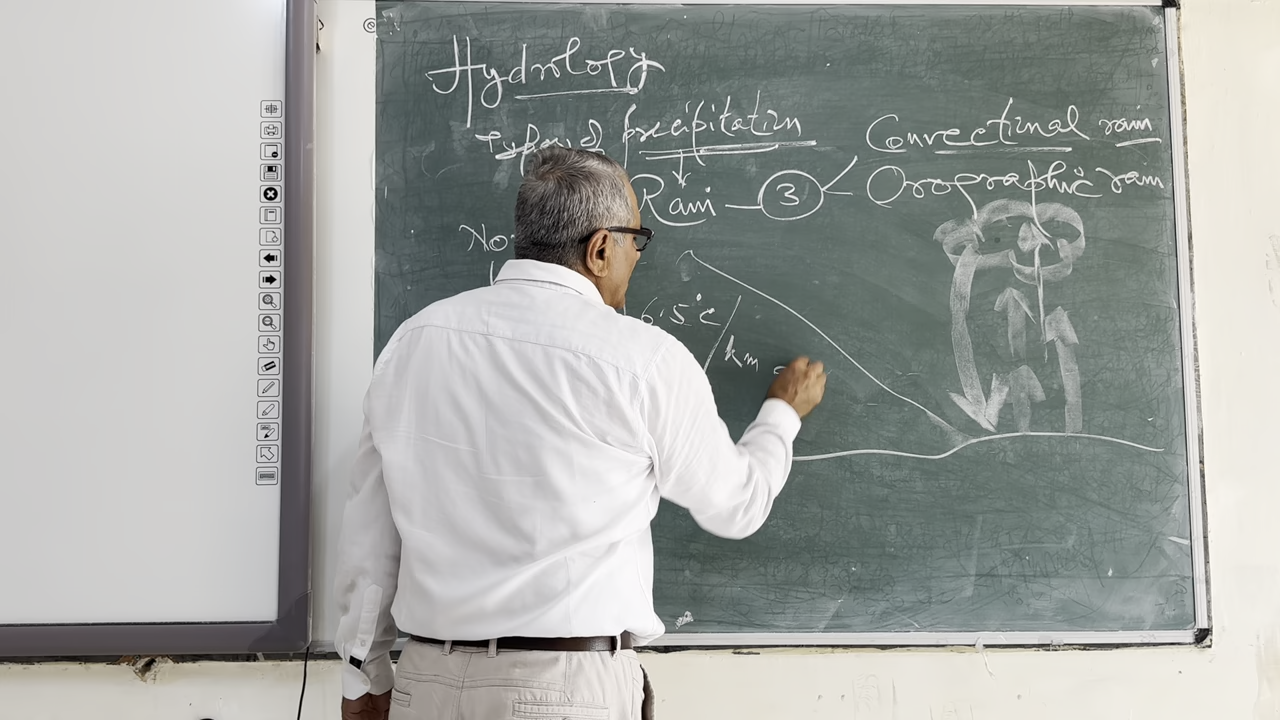 Hydrology
Types of precipitation
Convectional rain
Rain — 3
Orographic rain
6.5°c / km